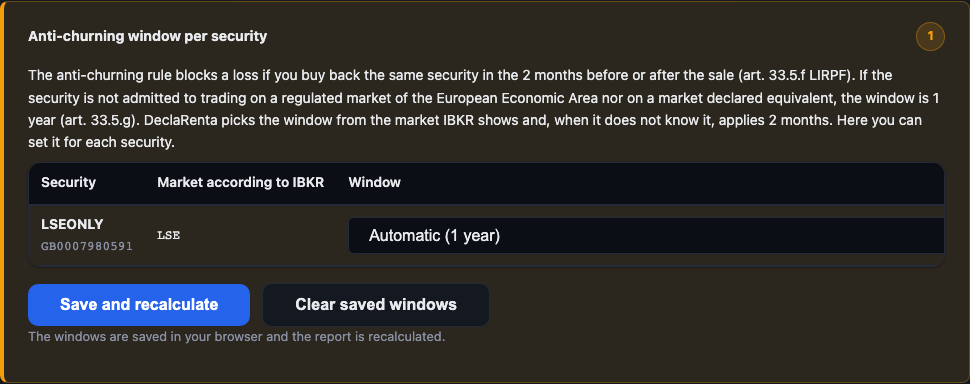 Anti-churning window per security
1
The anti-churning rule blocks a loss if you buy back the same security in the 2 months before or after the sale (art. 33.5.f LIRPF). If the
security is not admitted to trading on a regulated market of the European Economic Area nor on a market declared equivalent, the window is 1
year (art. 33.5.g). DeclaRenta picks the window from the market IBKR shows and, when it does not know it, applies 2 months. Here you can
set it for each security.
Security Market according to IBKR Window
LSEONLY
GB0007980591
LSE
Automatic (1 year)
Save and recalculate Clear saved windows
The windows are saved in your browser and the report is recalculated.